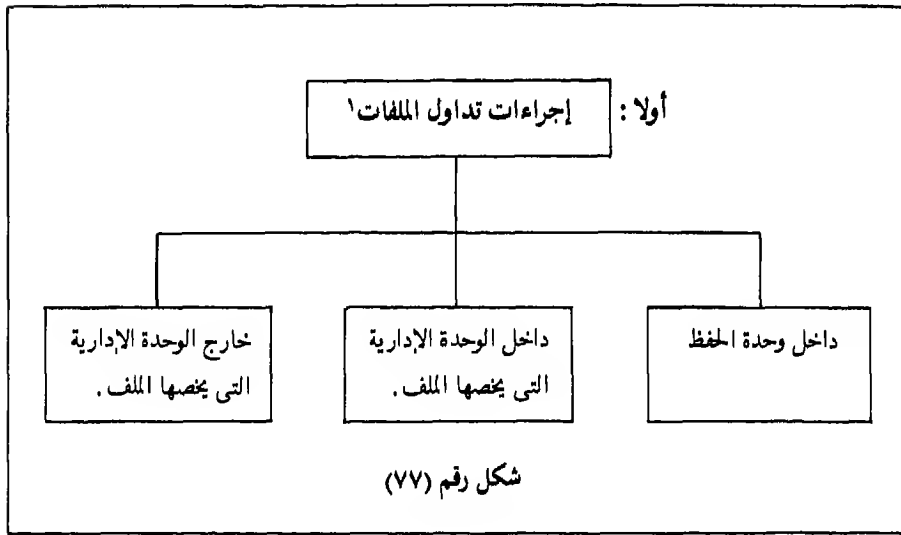 أولا : إجراءات تداول الملفات١
داخل وحدة الحفظ
داخل الوحدة الإدارية
التى يخصها الملف .
خارج الوحدة الإدارية
التى يخصها الملف .
شكل رقم (٧٧)